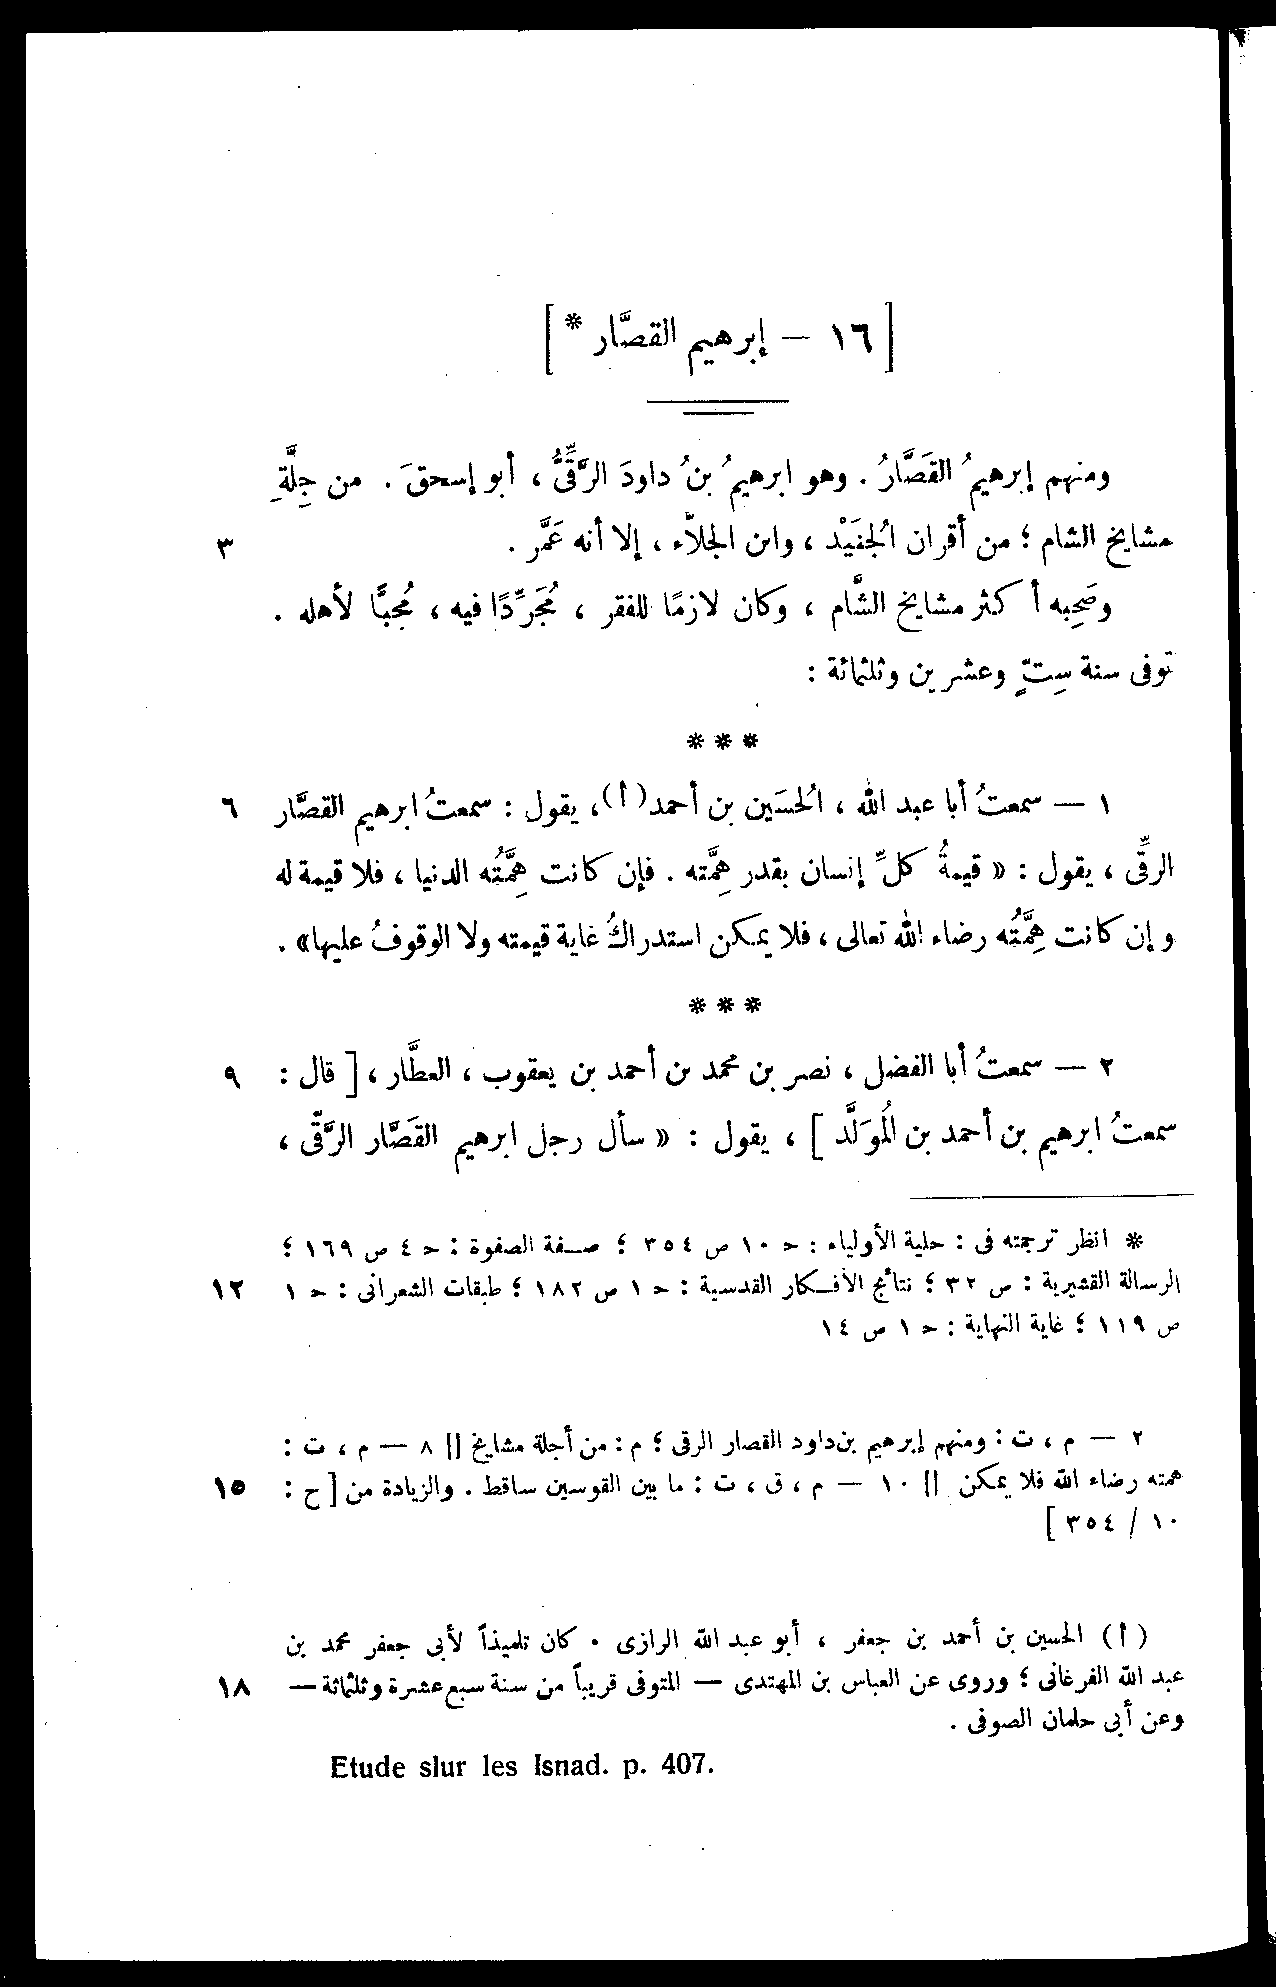 [ ١٦ — إبرهيم القصَّار * ]
ومنهم إبرهيمُ القَصَّارُ . وهو ابرهيمُ بنُ داودَ الرَّقِّىُّ ، أبو إسحقَ . من جِلَّةِ
مشايخ الشام ؛ من أقران الجُنَيْد ، وابن الجلاَّء ، إلا أنه عَمَّر . ٣
وصَحِبه أكثر مشايخ الشَّام ، وكان لازمًا للفقر ، مُجَرِّدًا فيه ، مُحِبًّا لأهله .
توفى سنة سِتٍّ وعشرين وثلثمائة :
* * *
١ — سمعتُ أبا عبد الله ، الحُسَين بن أحمد (أ)، يقول : سمعتُ ابرهيم القصَّار ٦
الرقِّى ، يقول : « قيمةُ كلِّ إنسان بقدر هِمَّته . فإن كانت هِمَّتُه الدنيا ، فلا قيمة له
وإن كانت هِمَّتُه رضاء الله تعالى ، فلا يمكن استدراكُ غاية قيمته ولا الوقوفُ عليها» .
* * *
٢ — سمعتُ أبا الفضل ، نصر بن محمد بن أحمد بن يعقوب ، العطَّار ، [ قال : ٩
سمعتُ ابرهيم بن أحمد بن المُوَلَّد ] ، يقول : « سأل رجل ابرهيم القَصَّار الرَّقّى ،
* انظر ترجمته فى : حلية الأولياء : ح ١٠ ص ٣٥٤ ؛ صفة الصفوة : ح ٤ ص ١٦٩ ؛
الرسالة القشيرية : ص ٣٢ ؛ نتائج الأفكار القدسية : ح ١ ص ١٨٢ ؛ طبقات الشعرانى : ح ١ ١٢
ص ١١٩ ؛ غاية النهاية : ح ١ ص ١٤
٢ — م ، ت : ومنهم إبرهيم بن داود القصار الرقى ؛ م : من أجلة مشايخ || ٨ — م ، ت :
همته رضاء الله فلا يمكن || ١٠ — م ، ق ، ت : ما بين القوسين ساقط . والزيادة من [ ح : ١٥
١٠ / ٣٥٤ ]
(أ) الحسين بن أحمد بن جعفر ، أبو عبد الله الرازى . كان تلميذاً لأبى جعفر محمد بن
عبد الله الفرغانى ؛ وروى عن العباس بن المهتدى — المتوفى قريباً من سنة سبع عشرة وثلثمائة — ١٨
وعن أبى حلمان الصوفى .
Etude slur les Isnad. p. 407.